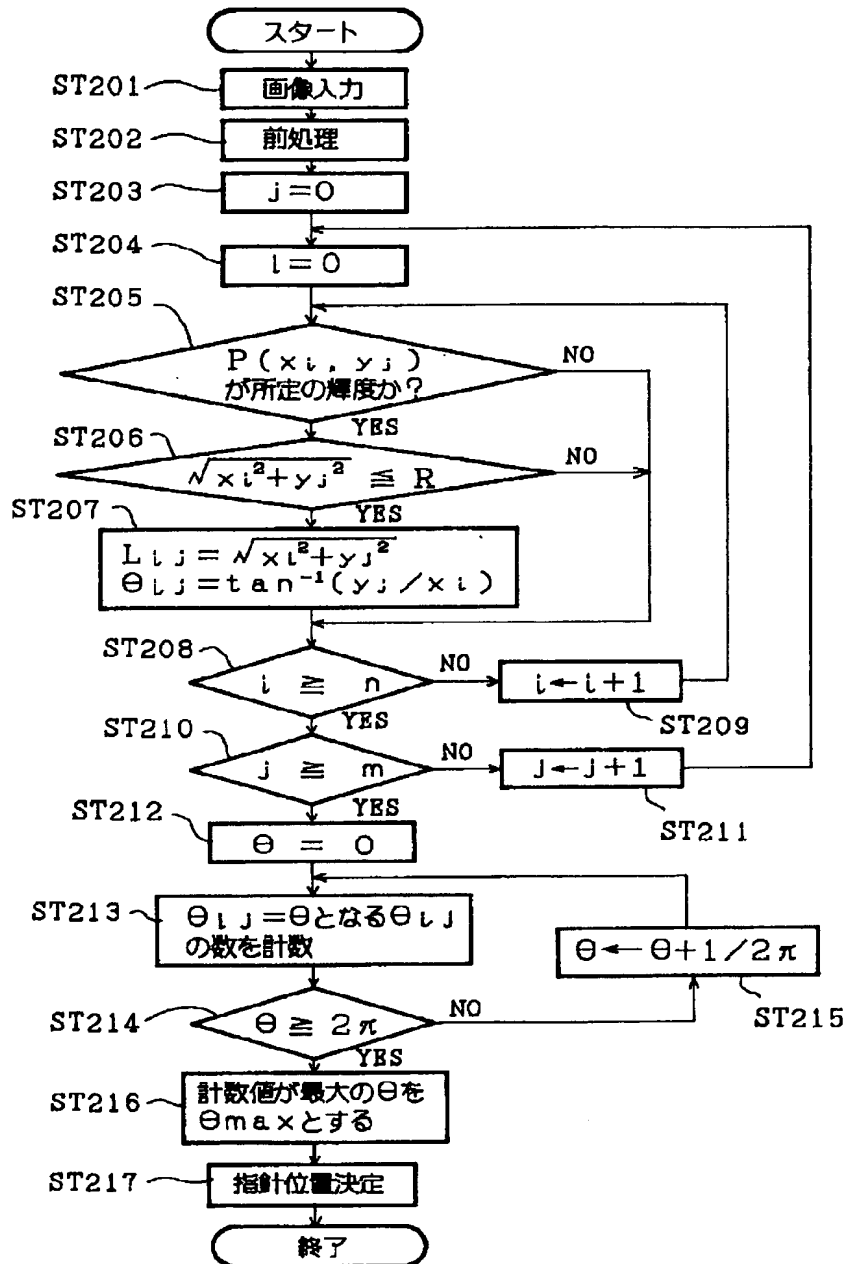 スタート
ST201
画像入力
ST202
前処理
ST203
j=0
ST204
i=0
ST205
P(xi, yj)
が所定の輝度か?
NO
YES
ST206
√xi²+yj² ≦ R
NO
YES
ST207
Lij=√xi²+yj²
θij=tan⁻¹(yj/xi)
ST208
i ≧ n
NO
i←i+1
ST209
YES
ST210
j ≧ m
NO
j←j+1
ST211
YES
ST212
θ = 0
ST213
θij=θとなるθij
の数を計数
θ←θ+1/2π
ST215
ST214
θ ≧ 2π
NO
YES
ST216
計数値が最大のθを
θmaxとする
ST217
指針位置決定
終了